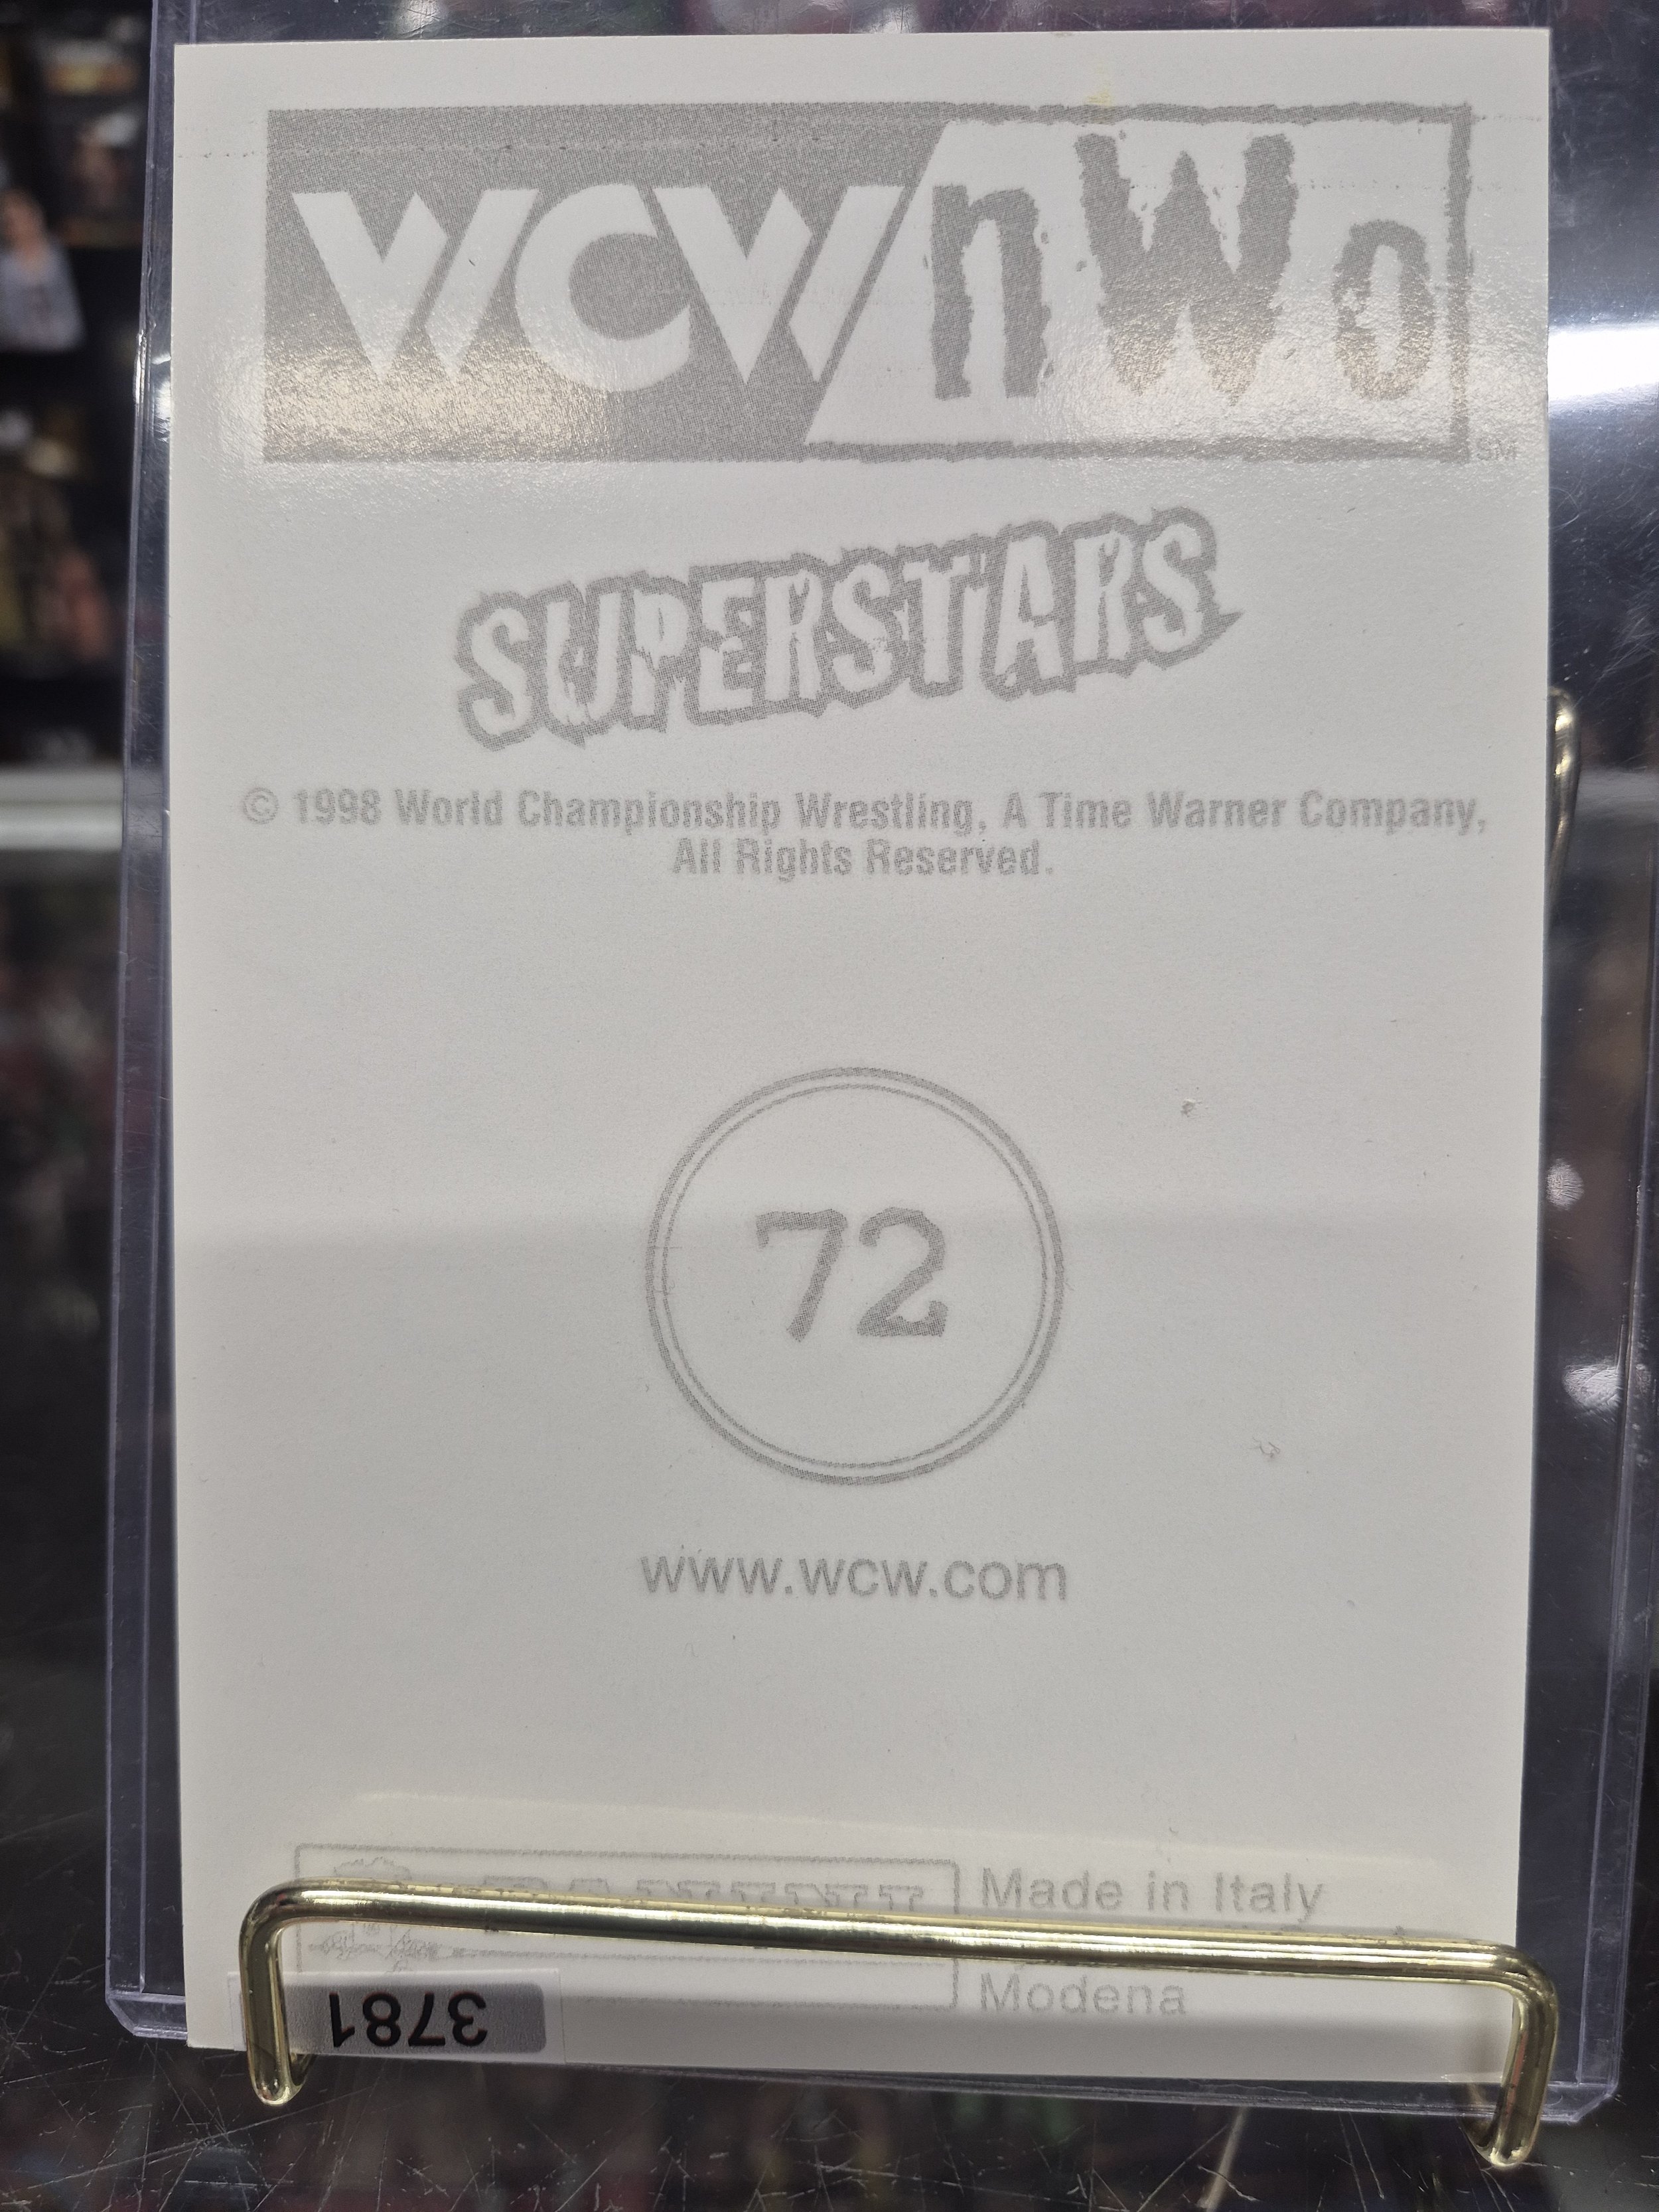 WCW/nWo
SM
SUPERSTARS
© 1998 World Championship Wrestling, A Time Warner Company,
All Rights Reserved.
72
www.wcw.com
PANINI
Made in Italy
Modena
3781